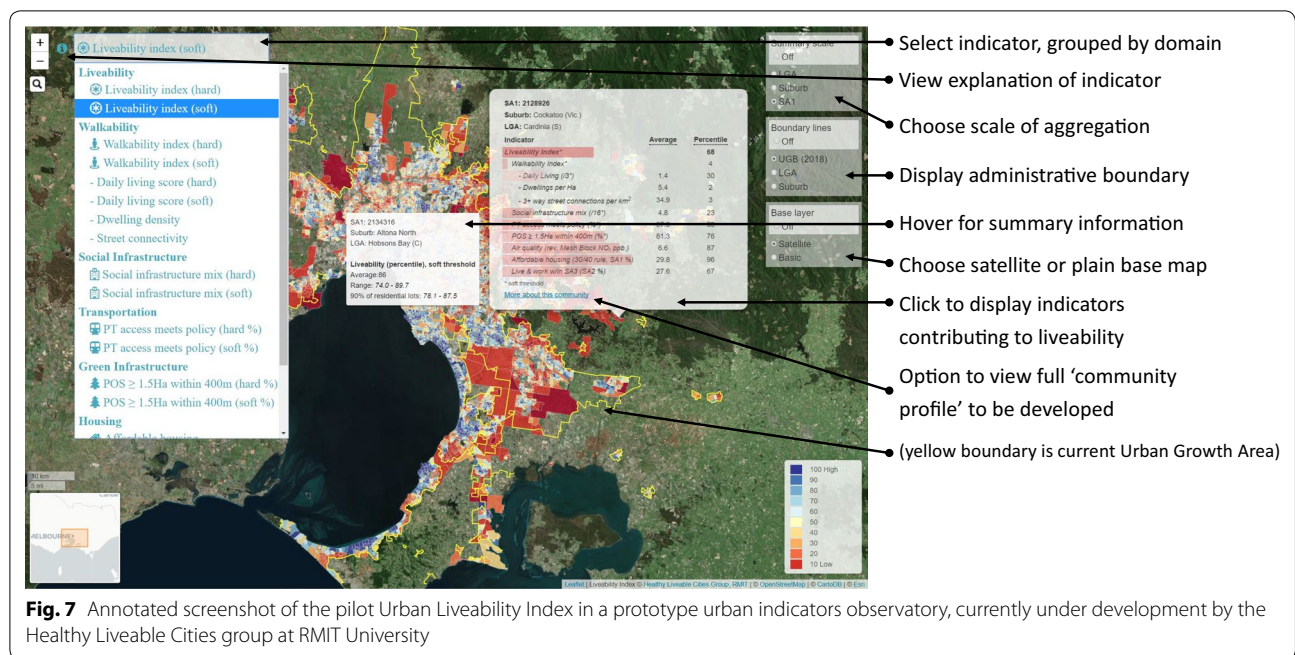 +
−
Liveability index (soft)
Liveability
Liveability index (hard)
Liveability index (soft)
Walkability
Walkability index (hard)
Walkability index (soft)
- Daily living score (hard)
- Daily living score (soft)
- Dwelling density
- Street connectivity
Social Infrastructure
Social infrastructure mix (hard)
Social infrastructure mix (soft)
Transportation
PT access meets policy (hard %)
PT access meets policy (soft %)
Green Infrastructure
POS ≥ 1.5Ha within 400m (hard %)
POS ≥ 1.5Ha within 400m (soft %)
Housing
Affordable housing
SA1: 2134316
Suburb: Altona North
LGA: Hobsons Bay (C)
Liveability (percentile), soft threshold
Average:86
Range: 74.0 - 89.7
90% of residential lots: 78.1 - 87.5
SA1: 2128926
Suburb: Cockatoo (Vic.)
LGA: Cardinia (S)
Indicator Average Percentile
Liveability Index* 68
Walkability Index* 4
- Daily Living (/3*) 1.4 30
- Dwellings per Ha 5.4 2
- 3+ way street connections per km² 34.9 3
Social infrastructure mix (/16*) 4.8 23
PT access meets policy (%*)
POS ≥ 1.5Ha within 400m (%*) 81.3 76
Air quality (rev. Mesh Block NO₂ ppb.) 6.6 87
Affordable housing (30/40 rule, SA1 %) 29.8 96
Live & work w/in SA3 (SA2 %) 27.6 67
* soft threshold
More about this community
Summary scale
Off
LGA
Suburb
SA1
Boundary lines
Off
UGB (2018)
LGA
Suburb
Base layer
Off
Satellite
Basic
Select indicator, grouped by domain
View explanation of indicator
Choose scale of aggregation
Display administrative boundary
Hover for summary information
Choose satellite or plain base map
Click to display indicators
contributing to liveability
Option to view full ‘community
profile’ to be developed
(yellow boundary is current Urban Growth Area)
100 High
90
80
70
60
50
40
30
20
10 Low
10 km
5 mi
MELBOURNE
Leaflet | Liveability Index © Healthy Liveable Cities Group, RMIT | © OpenStreetMap | © CartoDB | © Esri
Fig. 7 Annotated screenshot of the pilot Urban Liveability Index in a prototype urban indicators observatory, currently under development by the
Healthy Liveable Cities group at RMIT University